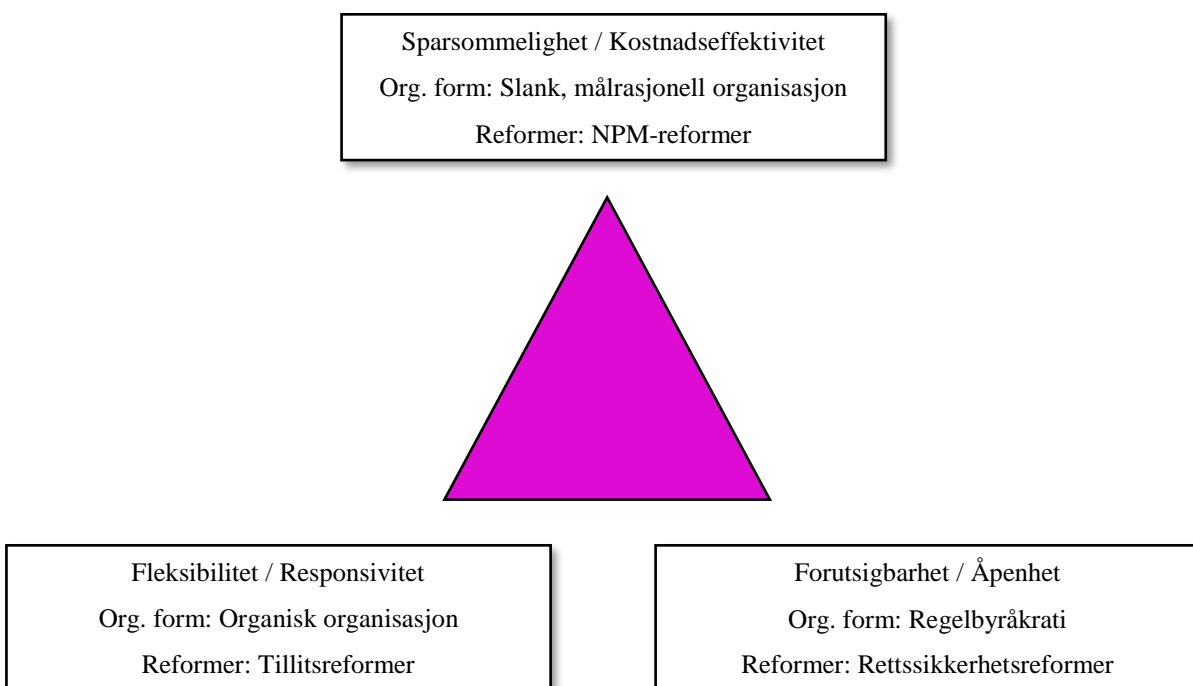 Sparsommelighet / Kostnadseffektivitet
Org. form: Slank, målrasjonell organisasjon
Reformer: NPM-reformer
Fleksibilitet / Responsivitet
Org. form: Organisk organisasjon
Reformer: Tillitsreformer
Forutsigbarhet / Åpenhet
Org. form: Regelbyråkrati
Reformer: Rettssikkerhetsreformer